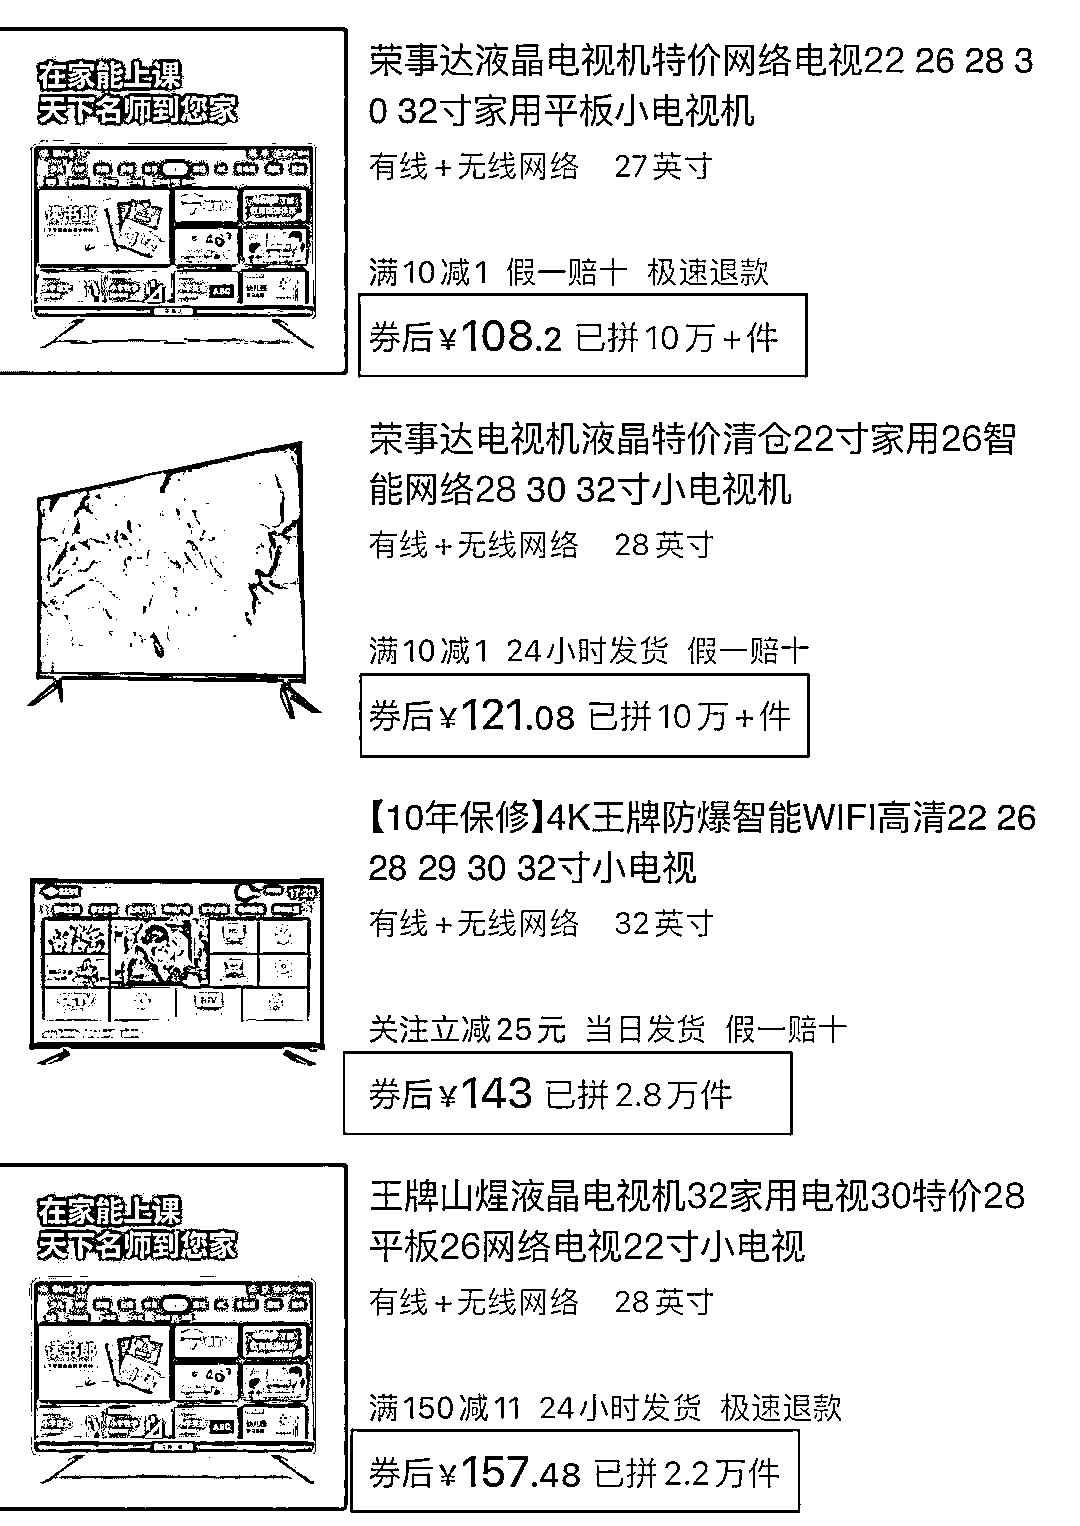 在家能上课
天下名师到您家
荣事达液晶电视机特价网络电视22 26 28 3
0 32寸家用平板小电视机
有线+无线网络 27英寸
满10减1 假一赔十 极速退款
券后¥108.2 已拼10万+件
荣事达电视机液晶特价清仓22寸家用26智
能网络28 30 32寸小电视机
有线+无线网络 28英寸
满10减1 24小时发货 假一赔十
券后¥121.08 已拼10万+件
【10年保修】4K王牌防爆智能WIFI高清22 26
28 29 30 32寸小电视
有线+无线网络 32英寸
关注立减25元 当日发货 假一赔十
券后¥143 已拼2.8万件
在家能上课
天下名师到您家
王牌山煋液晶电视机32家用电视30特价28
平板26网络电视22寸小电视
有线+无线网络 28英寸
满150减11 24小时发货 极速退款
券后¥157.48 已拼2.2万件